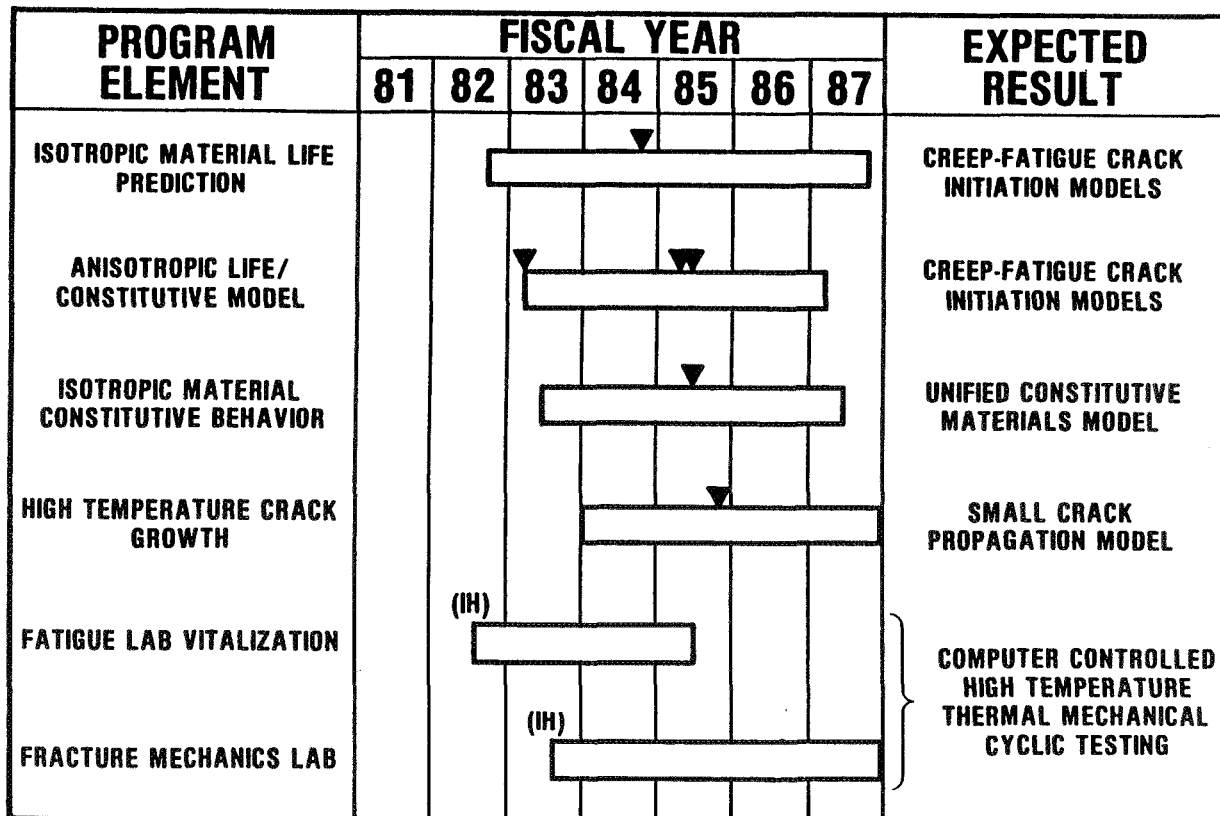 PROGRAM
ELEMENT
FISCAL YEAR
81 82 83 84 85 86 87
EXPECTED
RESULT
ISOTROPIC MATERIAL LIFE
PREDICTION
CREEP-FATIGUE CRACK
INITIATION MODELS
ANISOTROPIC LIFE/
CONSTITUTIVE MODEL
CREEP-FATIGUE CRACK
INITIATION MODELS
ISOTROPIC MATERIAL
CONSTITUTIVE BEHAVIOR
UNIFIED CONSTITUTIVE
MATERIALS MODEL
HIGH TEMPERATURE CRACK
GROWTH
SMALL CRACK
PROPAGATION MODEL
FATIGUE LAB VITALIZATION
(IH)
FRACTURE MECHANICS LAB
(IH)
COMPUTER CONTROLLED
HIGH TEMPERATURE
THERMAL MECHANICAL
CYCLIC TESTING